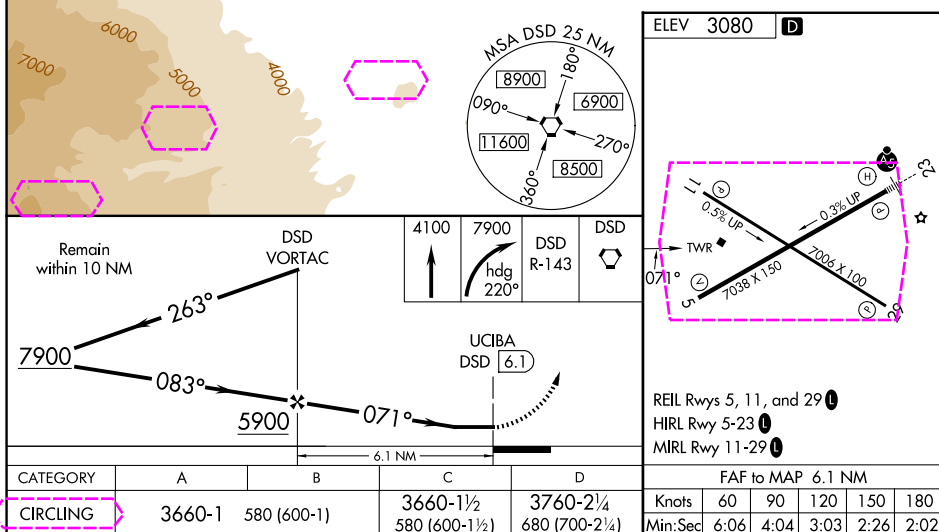 6000
7000
5000
4000
MSA DSD 25 NM
180°
8900
6900
090°
270°
11600
8500
360°
ELEV 3080 D
A5
23
11
P
H
0.5% UP
0.3% UP
P
TWR
071°
V
7038 X 150
7006 X 100
5
P
29
Remain
within 10 NM
DSD
VORTAC
4100
7900
hdg
220°
DSD
R-143
DSD
263°
7900
083°
5900
071°
UCIBA
DSD 6.1
6.1 NM
REIL Rwys 5, 11, and 29 L
HIRL Rwy 5-23 L
MIRL Rwy 11-29 L
CATEGORY A B C D
CIRCLING 3660-1 580 (600-1) 3660-1½ 580 (600-1½) 3760-2¼ 680 (700-2¼)
FAF to MAP 6.1 NM
Knots 60 90 120 150 180
Min:Sec 6:06 4:04 3:03 2:26 2:02